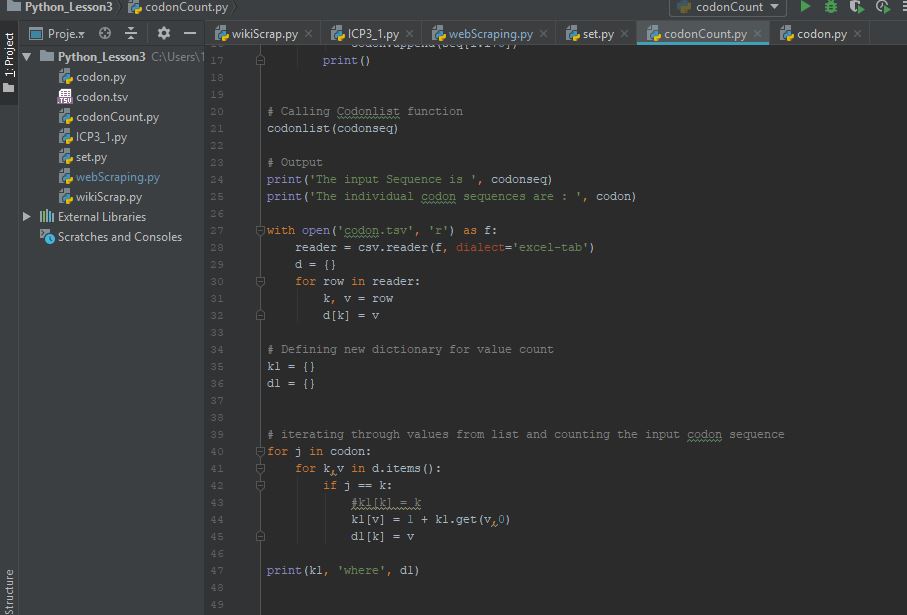 Python_Lesson3 codonCount.py codonCount
1: Project
Proje..
wikiScrap.py ICP3_1.py webScraping.py set.py codonCount.py codon.py
Python_Lesson3 C:\Users\1
codon.py
codon.tsv
codonCount.py
ICP3_1.py
set.py
webScraping.py
wikiScrap.py
External Libraries
Scratches and Consoles
Structure
17 print()
18
19
20 # Calling Codonlist function
21 codonlist(codonseq)
22
23 # Output
24 print('The input Sequence is ', codonseq)
25 print('The individual codon sequences are : ', codon)
26
27 with open('codon.tsv', 'r') as f:
28 reader = csv.reader(f, dialect='excel-tab')
29 d = {}
30 for row in reader:
31 k, v = row
32 d[k] = v
33
34 # Defining new dictionary for value count
35 k1 = {}
36 d1 = {}
37
38
39 # iterating through values from list and counting the input codon sequence
40 for j in codon:
41 for k,v in d.items():
42 if j == k:
43 #k1[k] = k
44 k1[v] = 1 + k1.get(v,0)
45 d1[k] = v
46
47 print(k1, 'where', d1)
48
49